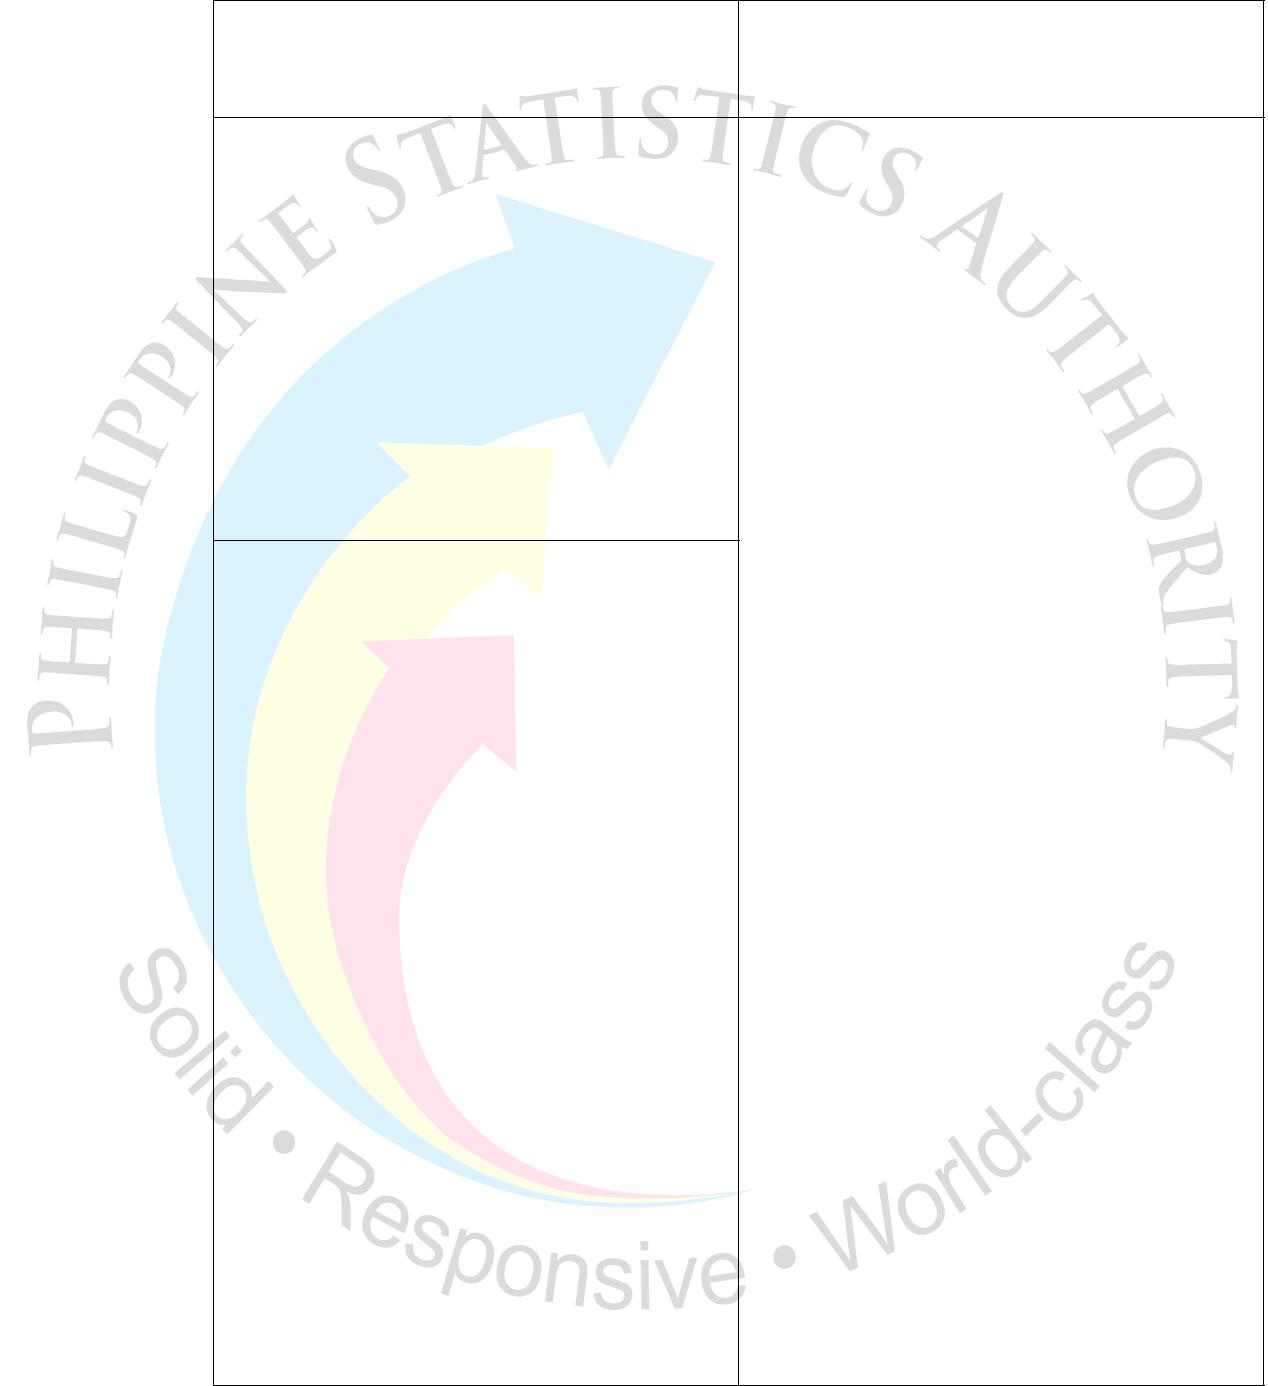 PHILIPPINE STATISTICS AUTHORITY
Solid • Responsive • World-class